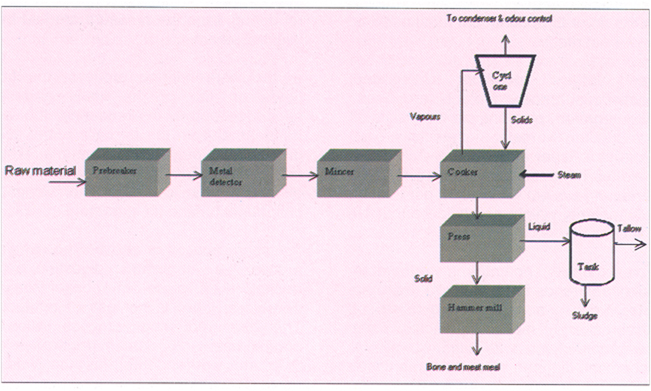 To condenser & odour control
Cycl
one
Vapours
Solids
Raw material
Prebreaker
Metal
detector
Mincer
Cooker
Steam
Press
Liquid
Tallow
Tank
Solid
Hammer mill
Sludge
Bone and meat meal